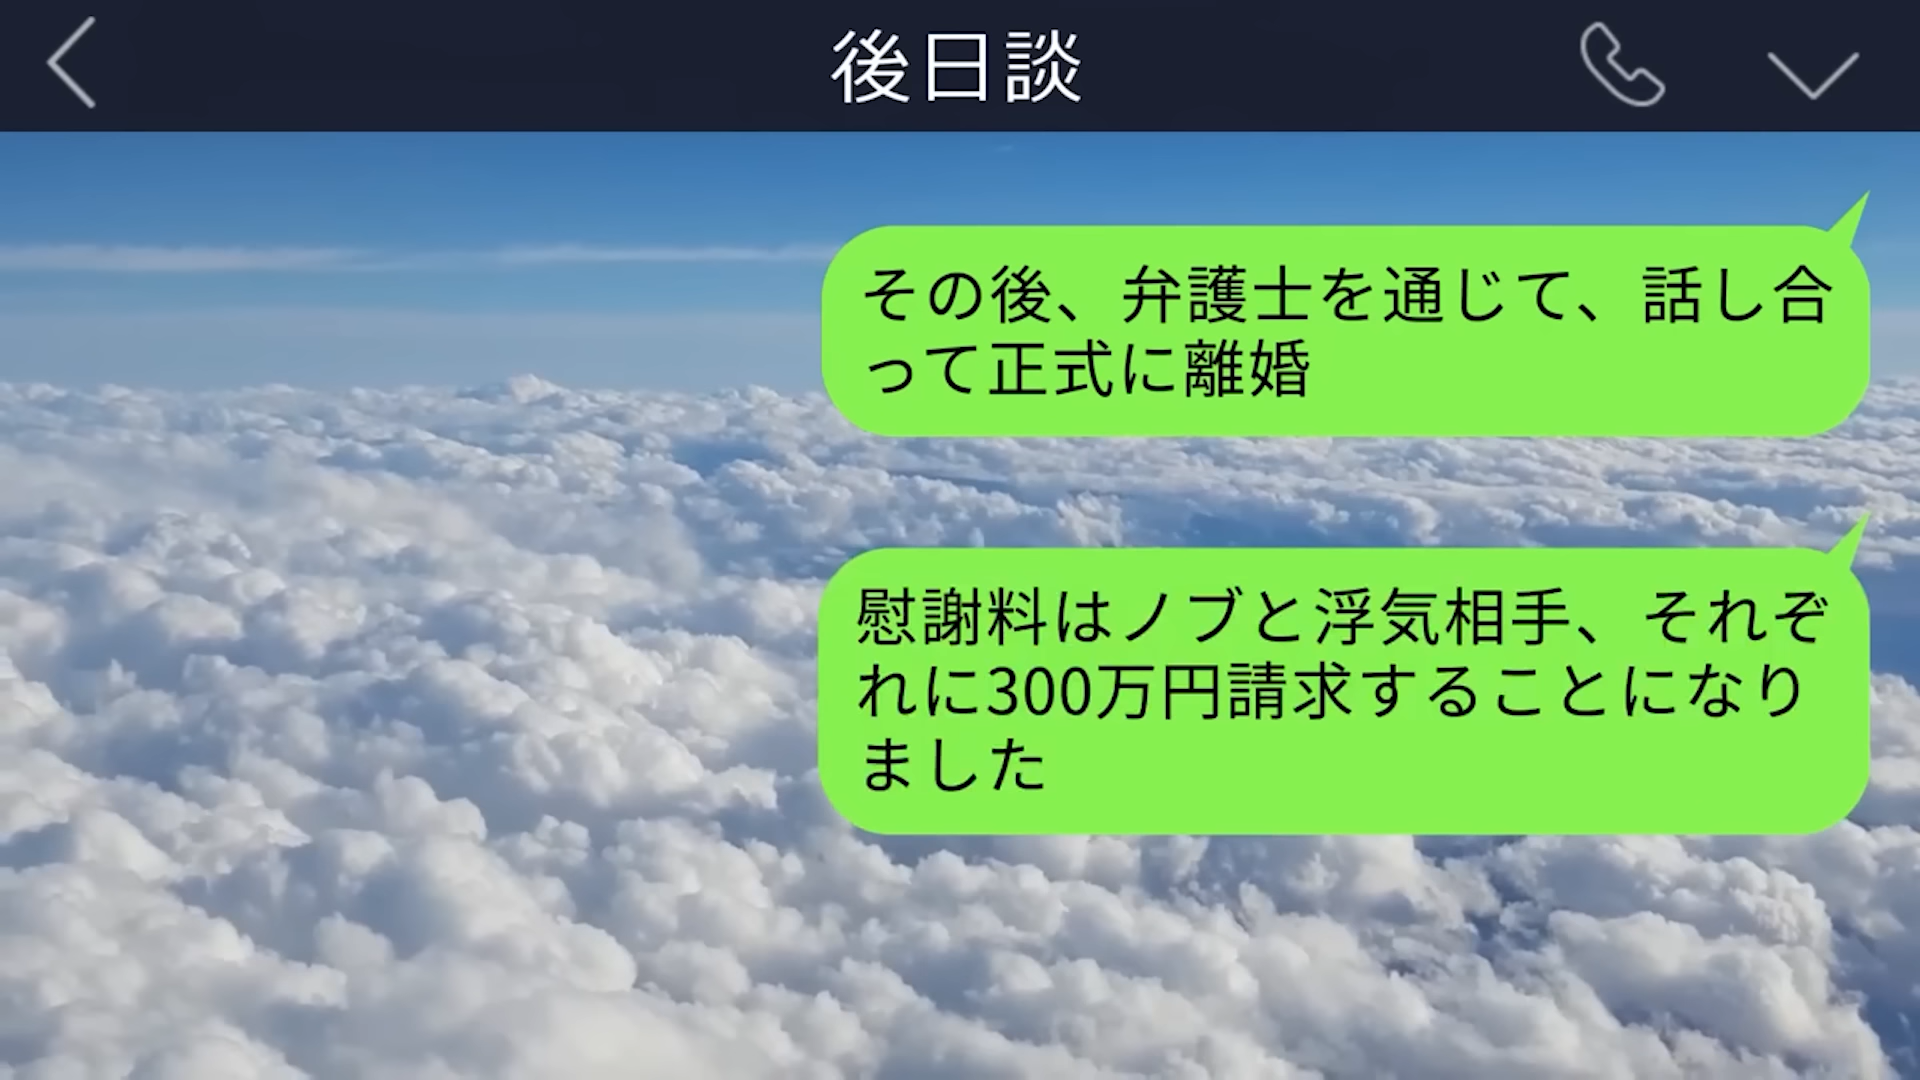 後日談
その後、弁護士を通じて、話し合
って正式に離婚
慰謝料はノブと浮気相手、それぞ
れに300万円請求することになり
ました